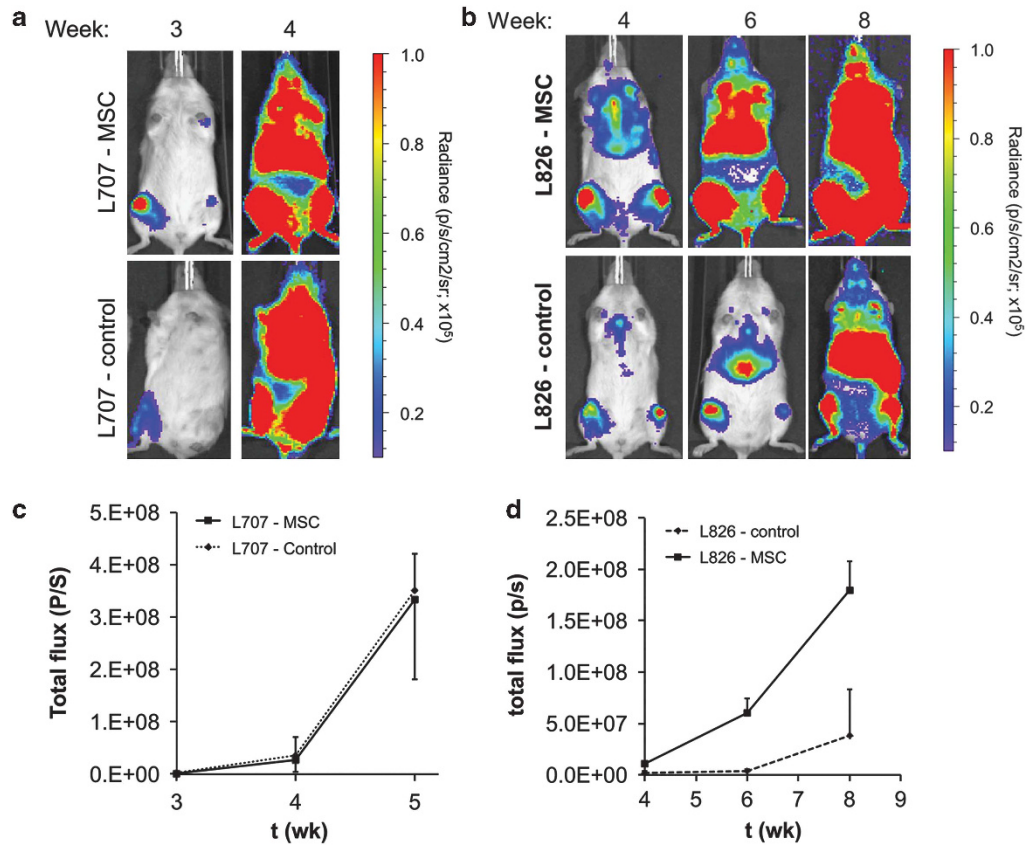 a
Week: 3 4
L707 - MSC
L707 - control
1.0
0.8
0.6
0.4
0.2
Radiance (p/s/cm2/sr; x10⁵)
b
Week: 4 6 8
L826 - MSC
L826 - control
1.0
0.8
0.6
0.4
0.2
Radiance (p/s/cm2/sr; x10⁵)
c
Total flux (P/S)
5.E+08
4.E+08
3.E+08
2.E+08
1.E+08
0.E+00
L707 - MSC
L707 - Control
3 4 5
t (wk)
d
total flux (p/s)
2.5E+08
2.0E+08
1.5E+08
1.0E+08
5.0E+07
0.0E+00
L826 - control
L826 - MSC
4 6 7 8 9
t (wk)